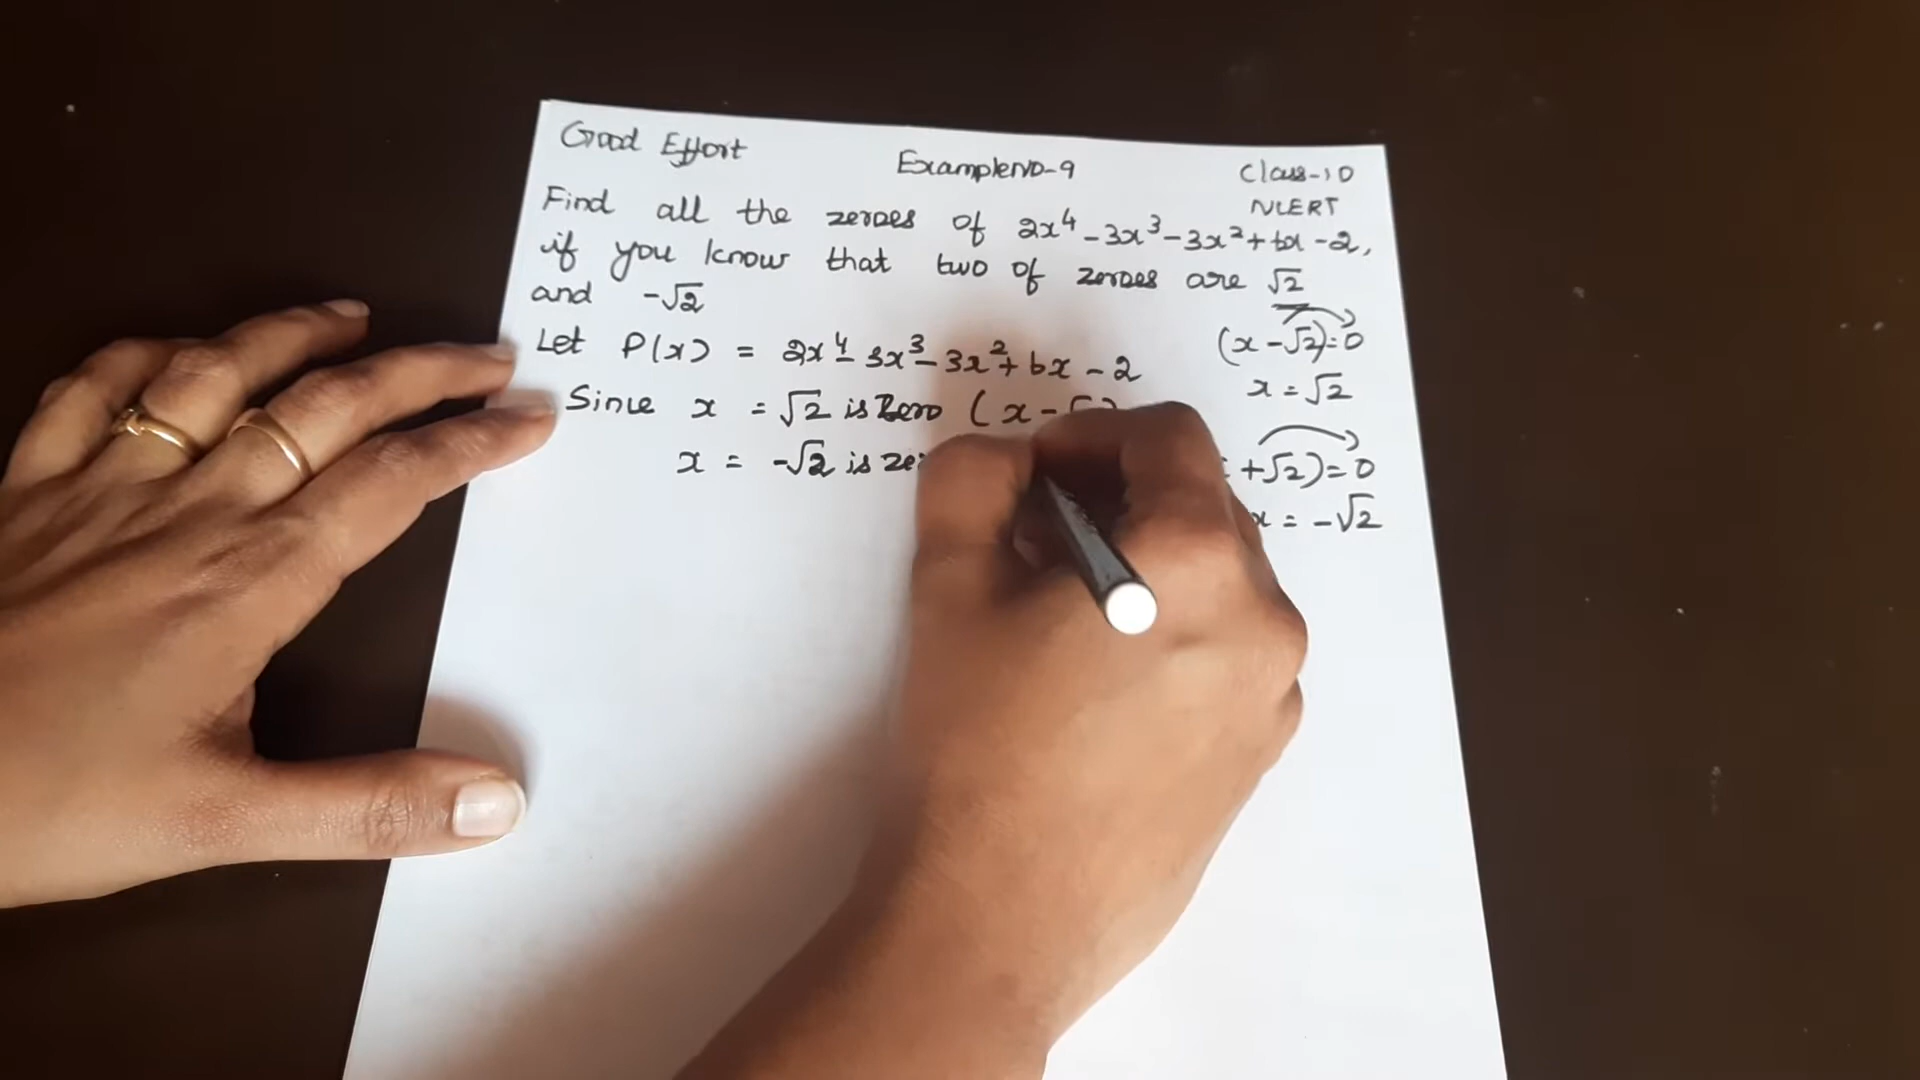 Good Effort
Example NO-9
Class-10
NCERT
Find all the zeroes of 2x⁴-3x³-3x²+6x-2,
if you know that two of zeroes are √2
and -√2
Let P(x) = 2x⁴-3x³-3x²+6x-2
(x-√2)=0
x=√2
Since x = √2 is Zero (x-
x = -√2 is
+√2)=0
x = -√2